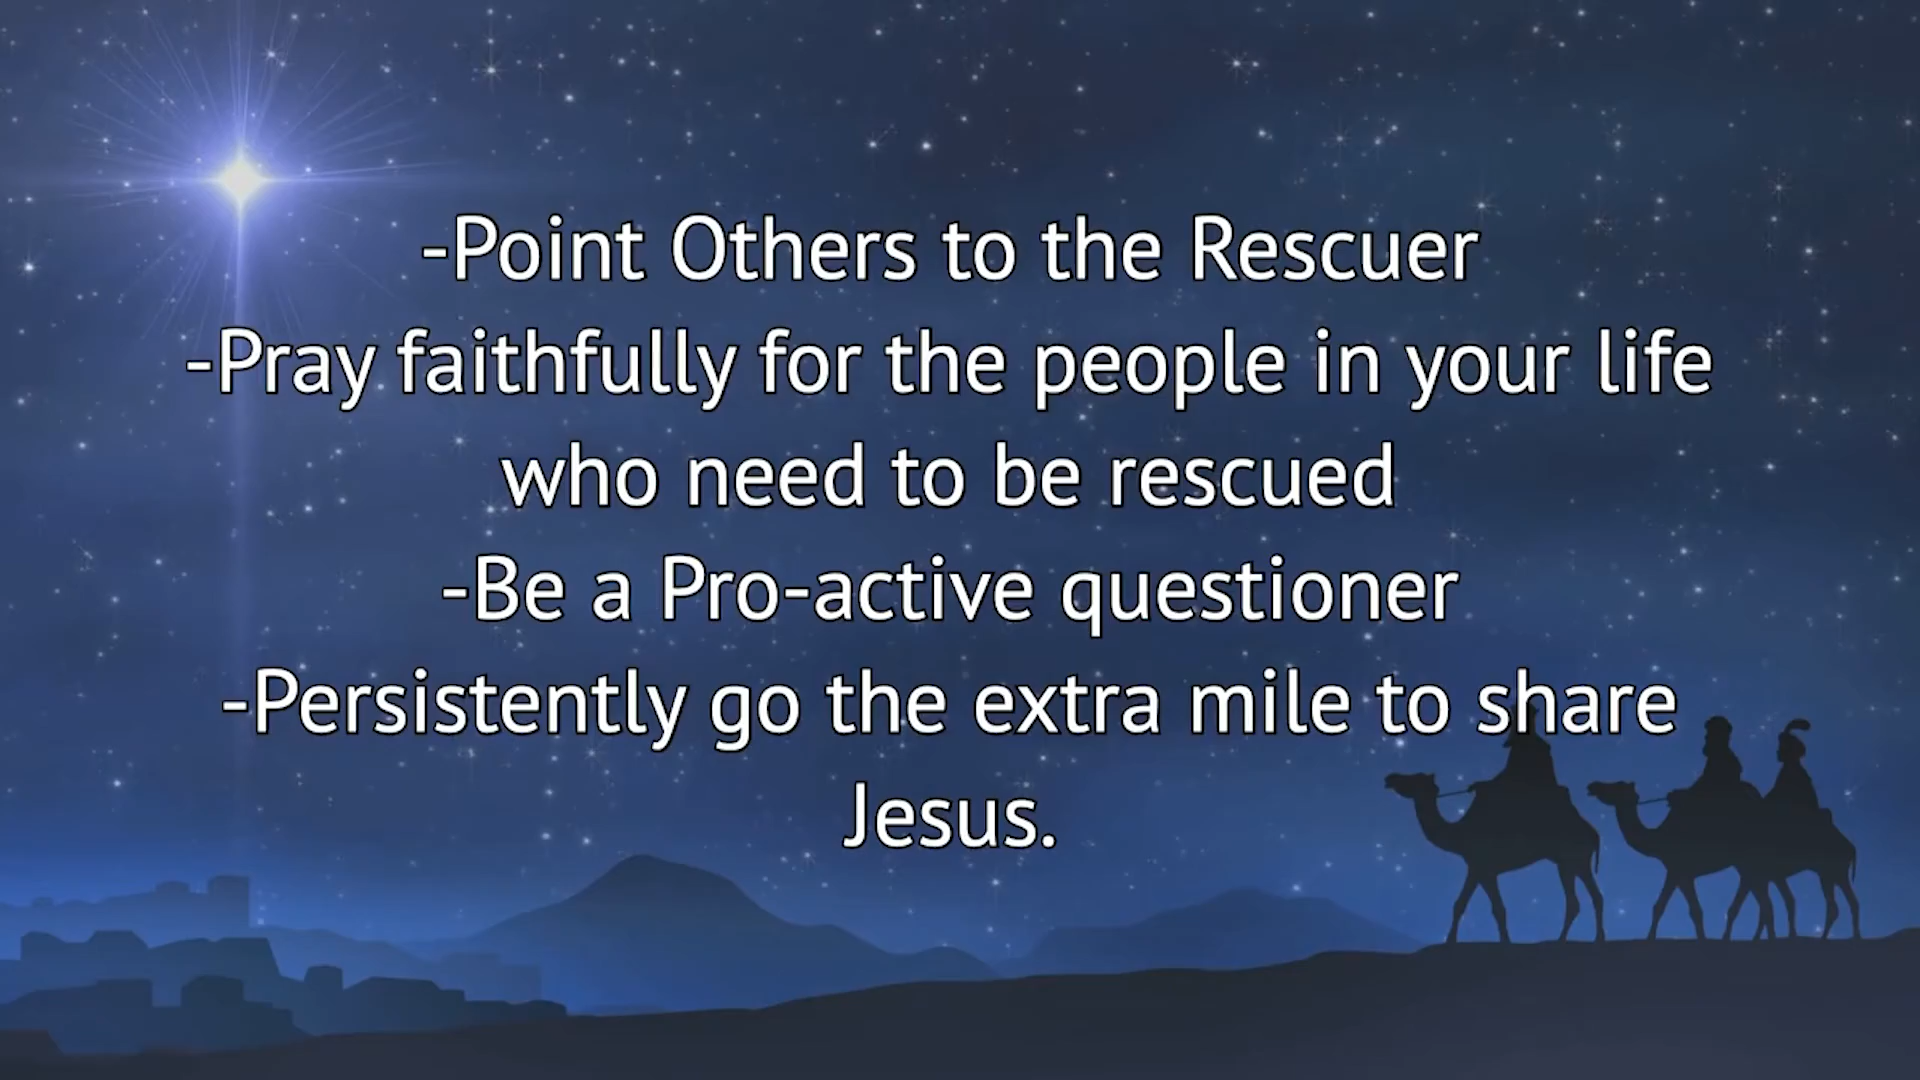 -Point Others to the Rescuer
-Pray faithfully for the people in your life
who need to be rescued
-Be a Pro-active questioner
-Persistently go the extra mile to share
Jesus.